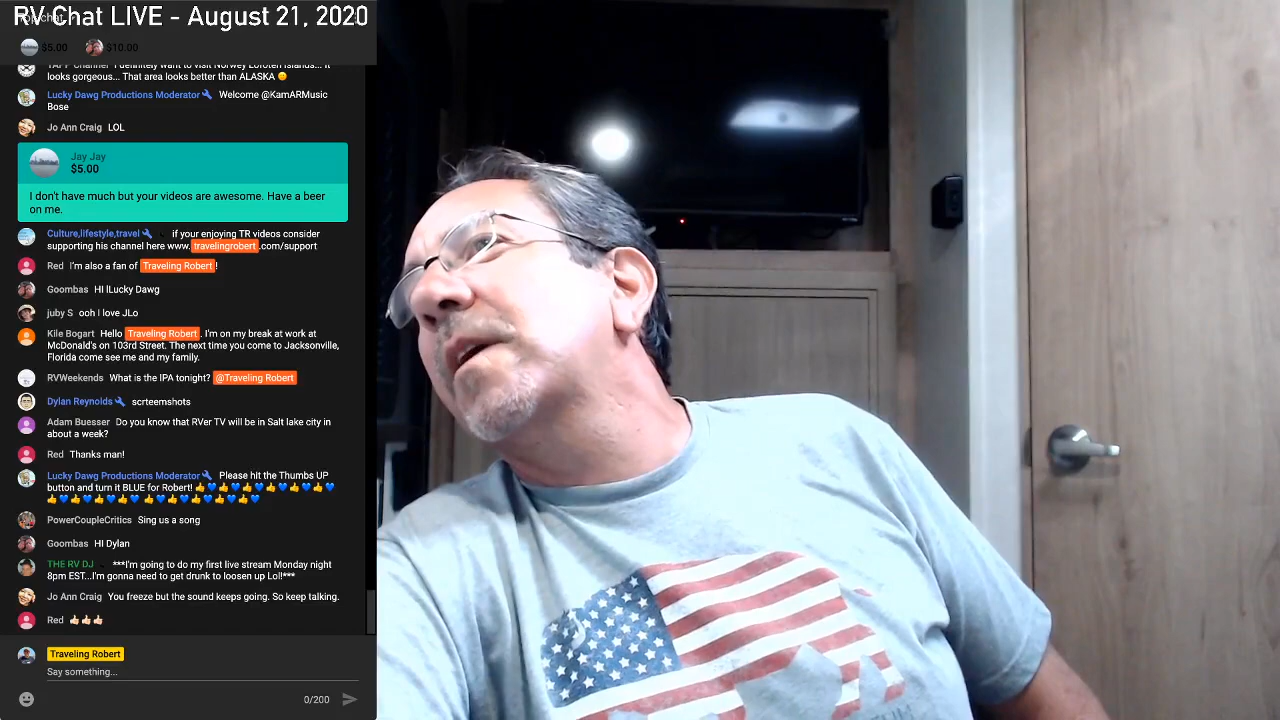 RV Chat LIVE - August 21, 2020
$5.00 $10.00
looks gorgeous... That area looks better than ALASKA
Lucky Dawg Productions Moderator Welcome @KamARMusic
Bose
Jo Ann Craig LOL
Jay Jay
$5.00
I don't have much but your videos are awesome. Have a beer
on me.
Culture,lifestyle,travel if your enjoying TR videos consider
supporting his channel here www.travelingrobert.com/support
Red I'm also a fan of Traveling Robert!
Goombas HI lLucky Dawg
juby S ooh I love JLo
Kile Bogart Hello Traveling Robert. I'm on my break at work at
McDonald's on 103rd Street. The next time you come to Jacksonville,
Florida come see me and my family.
RVWeekends What is the IPA tonight? @Traveling Robert
Dylan Reynolds scrteemshots
Adam Buesser Do you know that RVer TV will be in Salt lake city in
about a week?
Red Thanks man!
Lucky Dawg Productions Moderator Please hit the Thumbs UP
button and turn it BLUE for Robert! 👍💙👍💙👍💙👍💙👍💙👍💙
👍💙👍💙👍💙👍💙 👍💙👍💙👍💙👍💙👍💙
PowerCoupleCritics Sing us a song
Goombas HI Dylan
THE RV DJ ***I'm going to do my first live stream Monday night
8pm EST...I'm gonna need to get drunk to loosen up Lol!***
Jo Ann Craig You freeze but the sound keeps going. So keep talking.
Red 👍🏻👍🏻👍🏻
Traveling Robert
Say something...
0/200